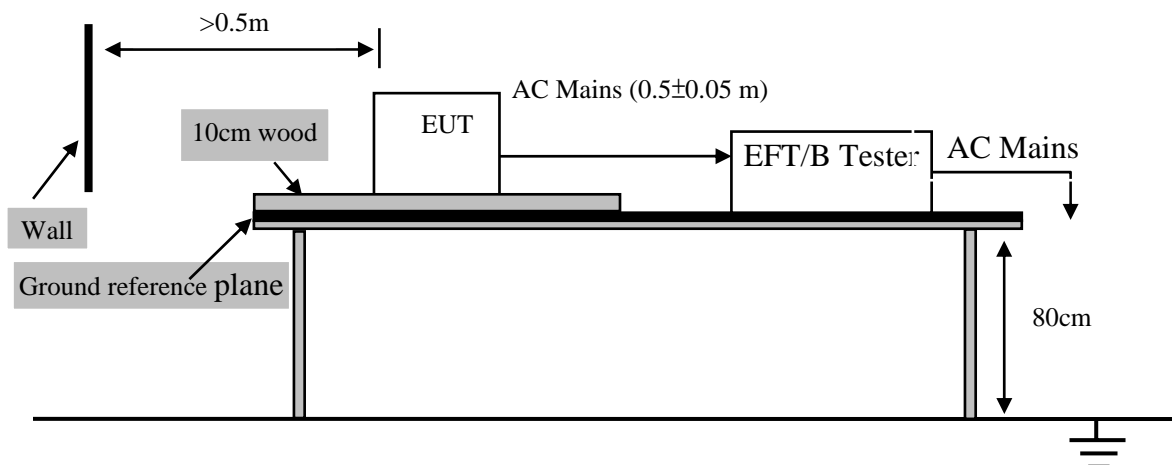 >0.5m
AC Mains (0.5±0.05 m)
10cm wood
EUT
EFT/B Tester
AC Mains
Wall
Ground reference plane
80cm